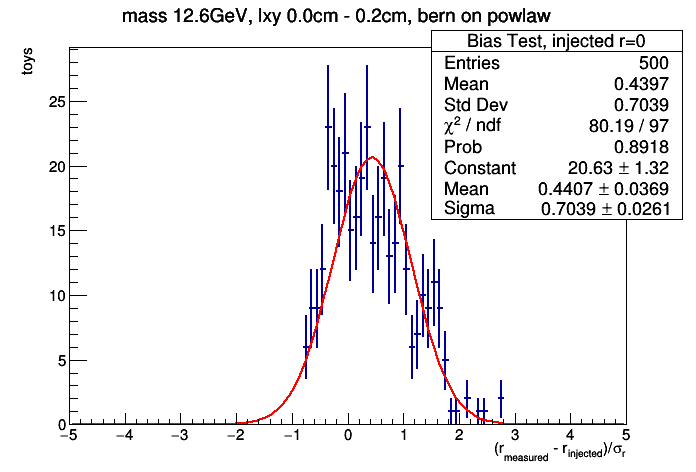 mass 12.6GeV, lxy 0.0cm - 0.2cm, bern on powlaw
Bias Test, injected r=0
Entries 500
Mean 0.4397
Std Dev 0.7039
χ² / ndf 80.19 / 97
Prob 0.8918
Constant 20.63 ± 1.32
Mean 0.4407 ± 0.0369
Sigma 0.7039 ± 0.0261
toys
25
20
15
10
5
0
−5 −4 −3 −2 −1 0 1 2 3 4 5
(r_measured - r_injected)/σ_r